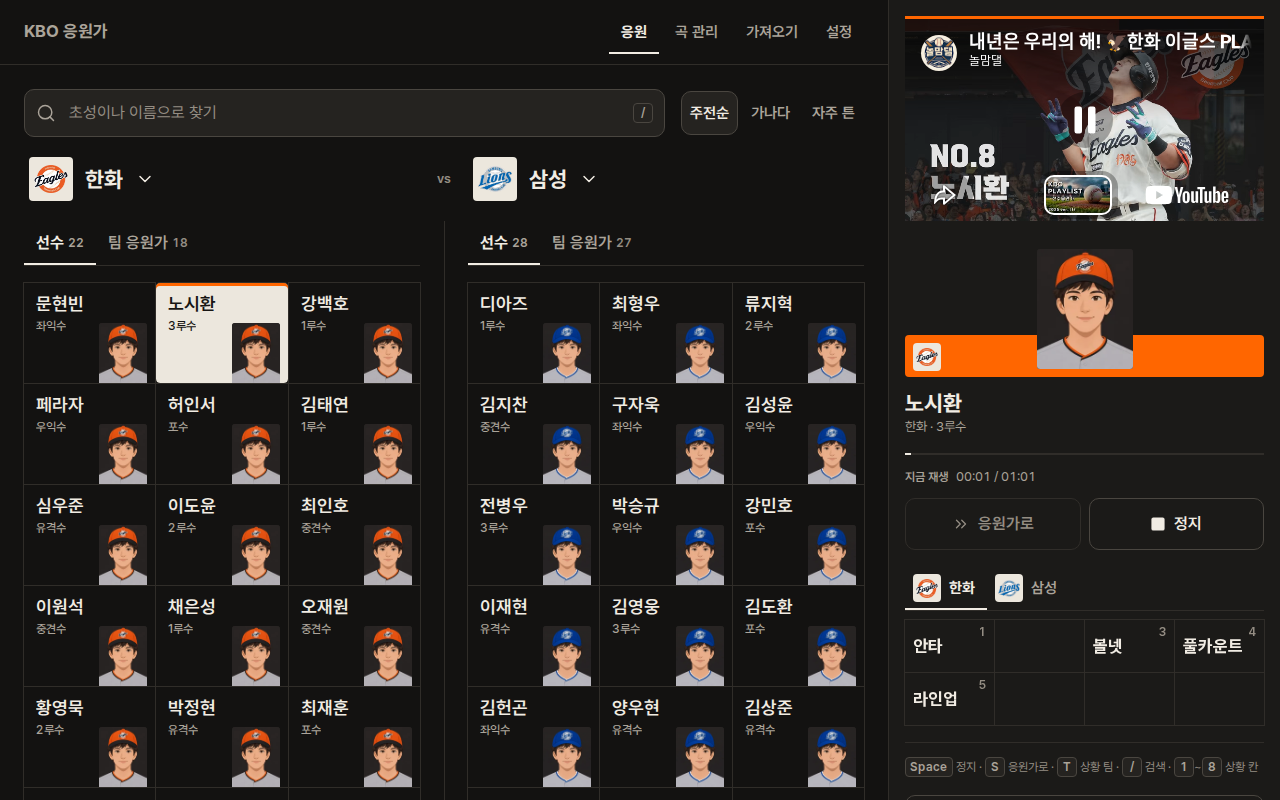 KBO 응원가
응원
곡 관리
가져오기
설정
초성이나 이름으로 찾기
/
주전순
가나다
자주 튼
Eagles
한화
vs
Lions
삼성
선수 22
팀 응원가 18
선수 28
팀 응원가 27
문현빈
좌익수
노시환
3루수
강백호
1루수
디아즈
1루수
최형우
좌익수
류지혁
2루수
페라자
우익수
허인서
포수
김태연
1루수
김지찬
중견수
구자욱
좌익수
김성윤
우익수
심우준
유격수
이도윤
2루수
최인호
중견수
전병우
3루수
박승규
우익수
강민호
포수
이원석
중견수
채은성
1루수
오재원
중견수
이재현
유격수
김영웅
3루수
김도환
포수
황영묵
2루수
박정현
유격수
최재훈
포수
김헌곤
좌익수
양우현
유격수
김상준
유격수
놀맘댈
내년은 우리의 해! 한화 이글스 PLA
놀맘댈
Eagles
Eagles
NO.8
노시환
KBO
PLAYLIST
YouTube
Eagles
노시환
한화 · 3루수
지금 재생 00:01 / 01:01
응원가로
정지
Eagles
한화
Lions
삼성
안타 1
볼넷 3
풀카운트 4
라인업 5
Space 정지 · S 응원가로 · T 상황 팀 · / 검색 · 1 ~ 8 상황 칸